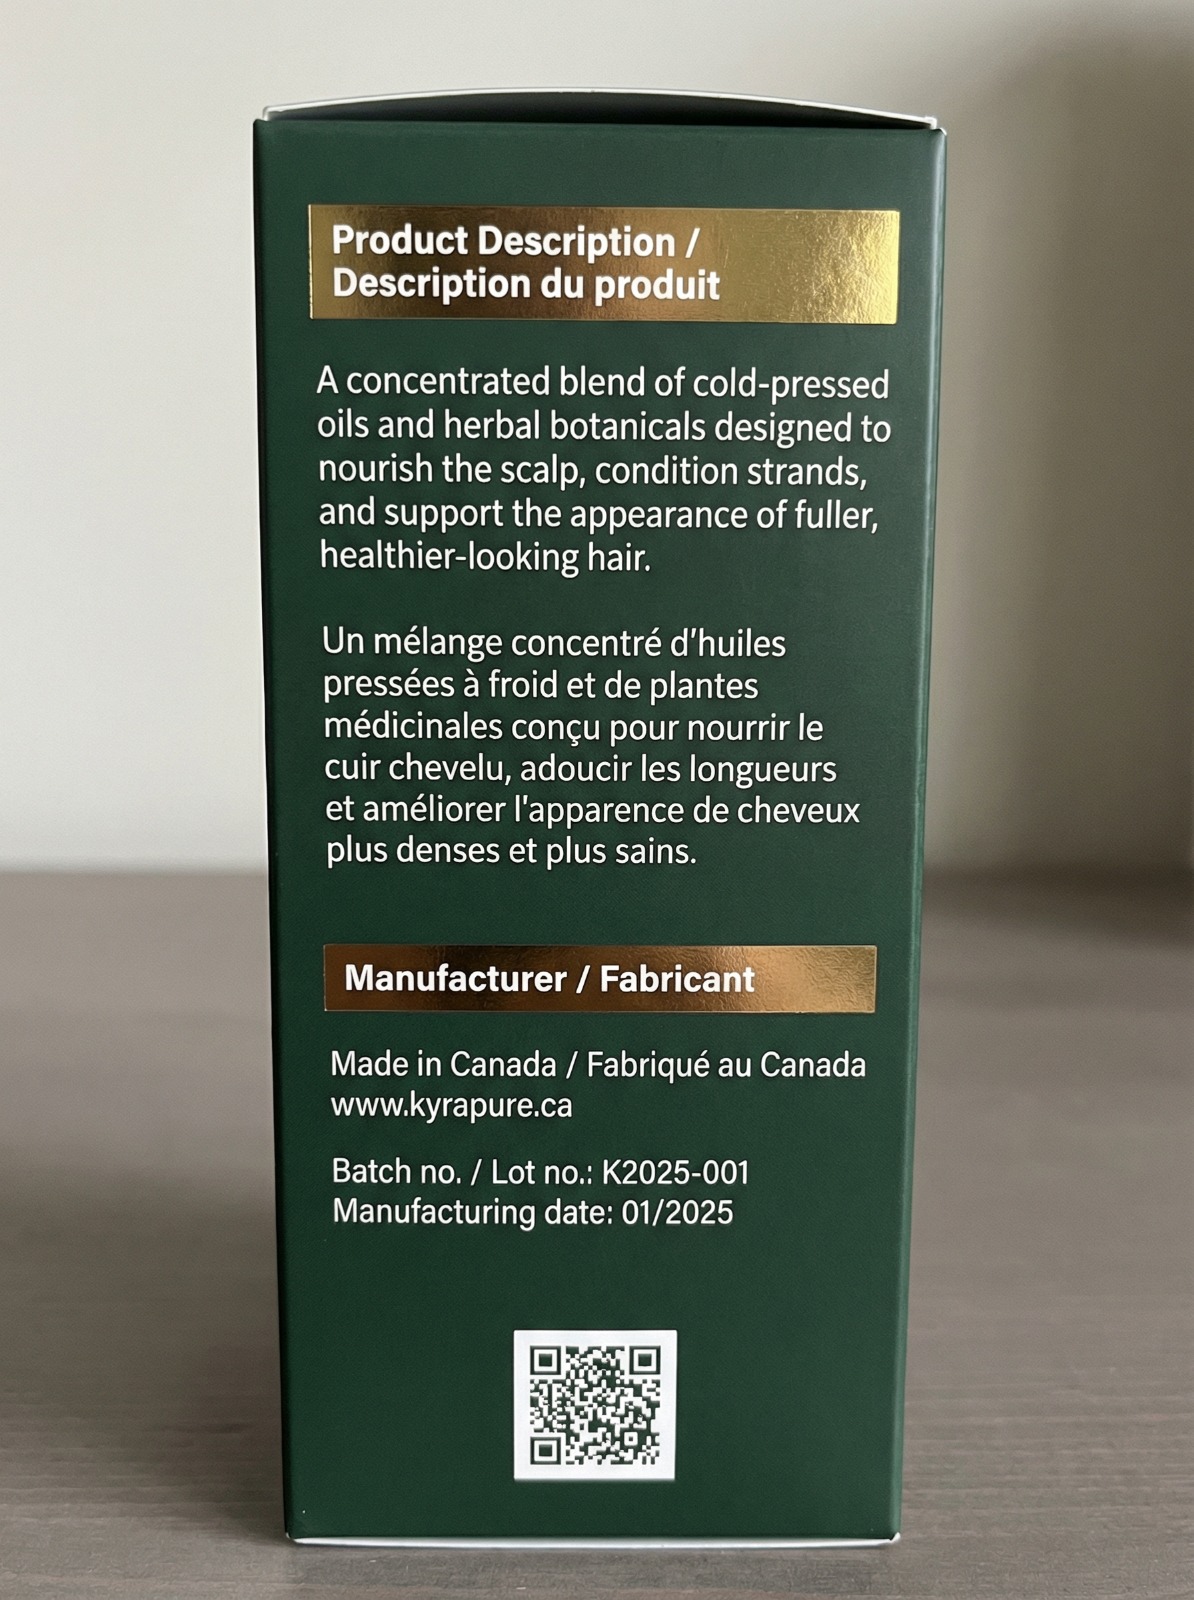 Product Description /
Description du produit
A concentrated blend of cold-pressed
oils and herbal botanicals designed to
nourish the scalp, condition strands,
and support the appearance of fuller,
healthier-looking hair.
Un mélange concentré d'huiles
pressées à froid et de plantes
médicinales conçu pour nourrir le
cuir chevelu, adoucir les longueurs
et améliorer l'apparence de cheveux
plus denses et plus sains.
Manufacturer / Fabricant
Made in Canada / Fabriqué au Canada
www.kyrapure.ca
Batch no. / Lot no.: K2025-001
Manufacturing date: 01/2025